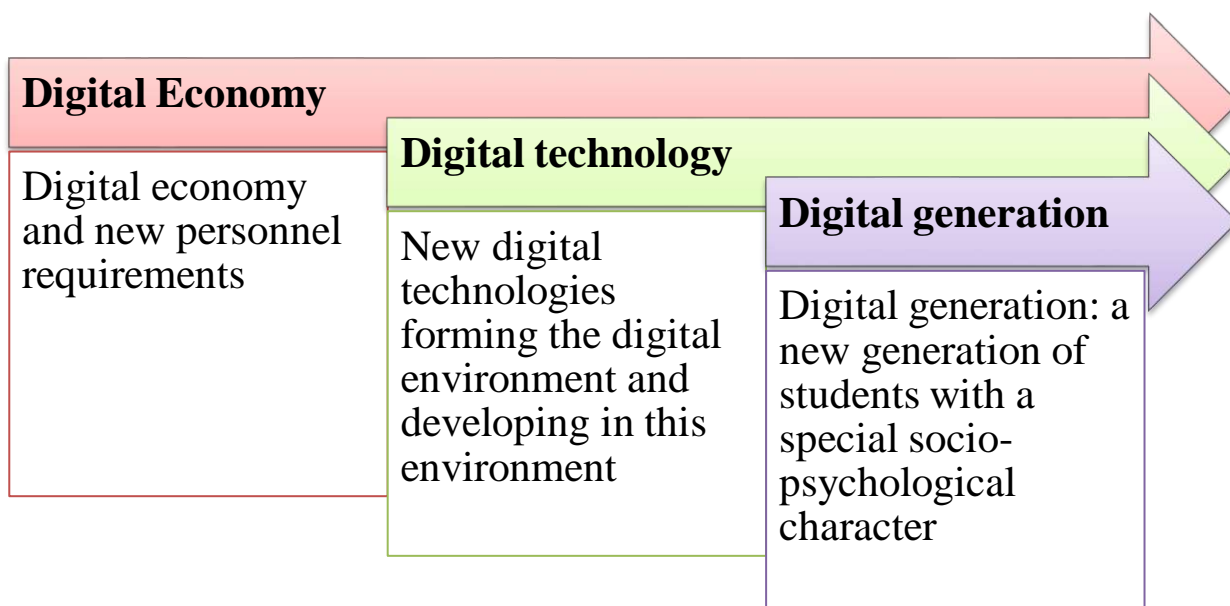 Digital Economy
Digital economy
and new personnel
requirements
Digital technology
New digital
technologies
forming the digital
environment and
developing in this
environment
Digital generation
Digital generation: a
new generation of
students with a
special socio-
psychological
character